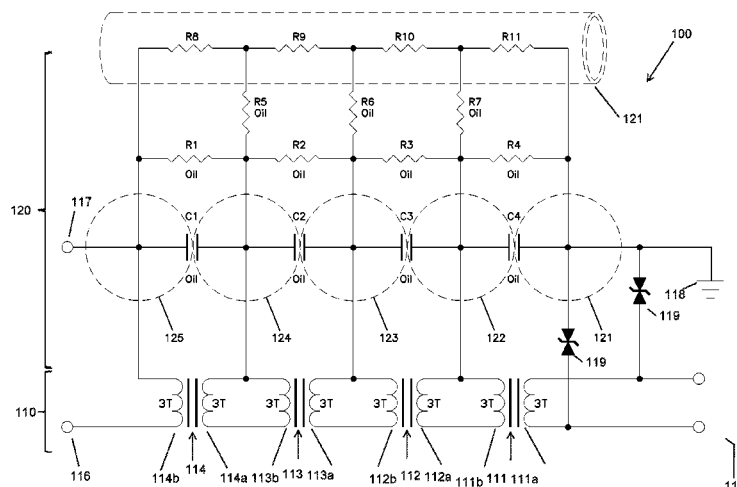 R8 R9 R10 R11
100
R5 Oil
R6 Oil
R7 Oil
121
R1 R2 R3 R4
Oil Oil Oil Oil
120
117
C1 C2 C3 C4
Oil Oil Oil Oil
118
119
125 124 123 122 121
119
110
3T 3T 3T 3T 3T 3T 3T 3T
116
114b 114 114a 113b 113 113a 112b 112 112a 111b 111 111a
11